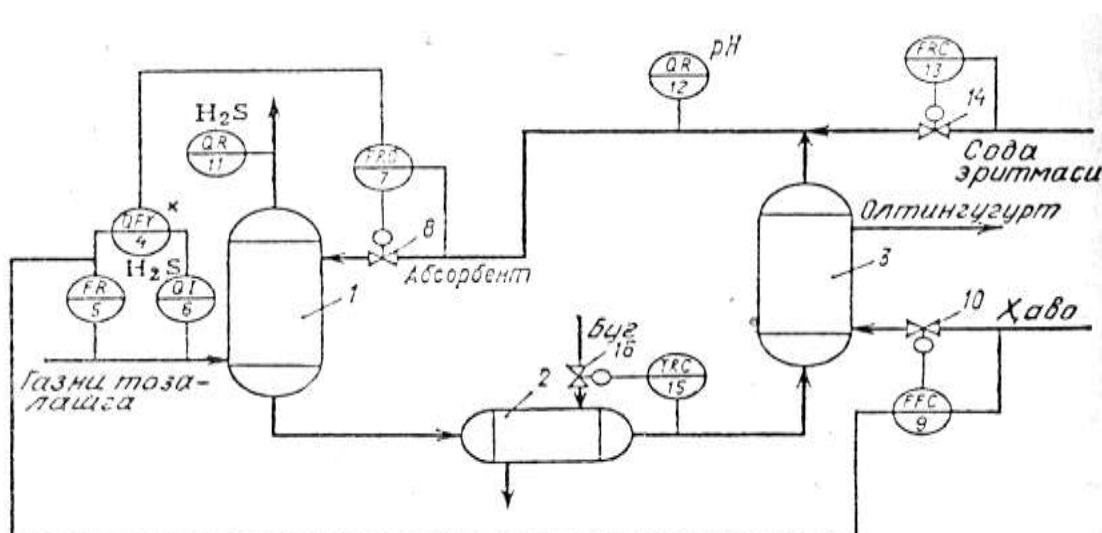 pH
QR
12
FRC
13
14
H₂S
QR
11
FRC
7
8
Сода
эритмаси
Олтингугурт
QFY
4
×
H₂S
FR
5
QI
6
1
Абсорбент
3
10
Ҳаво
Газни тоза-
лашга
Буғ
16
2
TRC
15
FFC
9